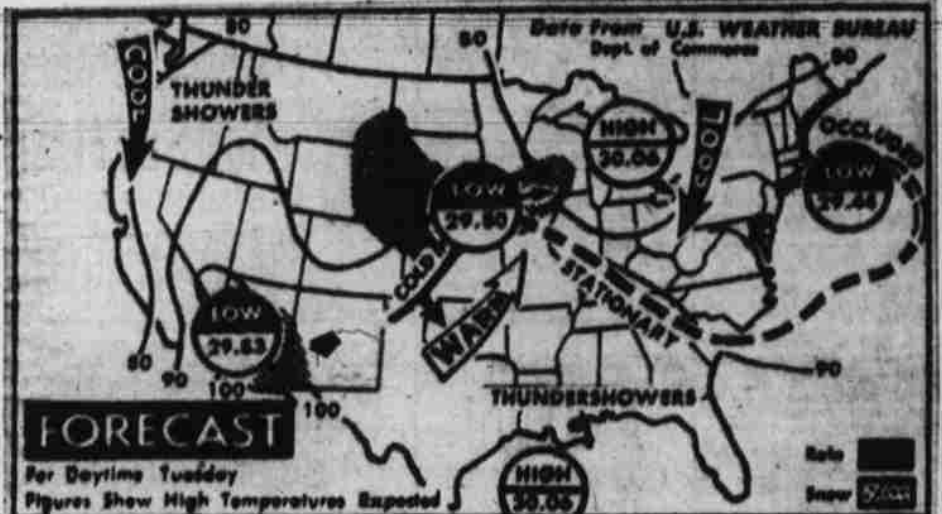 80
80
Data From U.S. WEATHER BUREAU
Dept. of Commerce
80
COOL
THUNDER
SHOWERS
HIGH
30.06
COOL
OCCLUDED
LOW
29.44
LOW
29.80
COLD
STATIONARY
WARM
LOW
29.83
80
90
100
100
90
THUNDERSHOWERS
FORECAST
For Daytime Tuesday
Figures Show High Temperatures Expected
HIGH
30.06
Rain
Snow